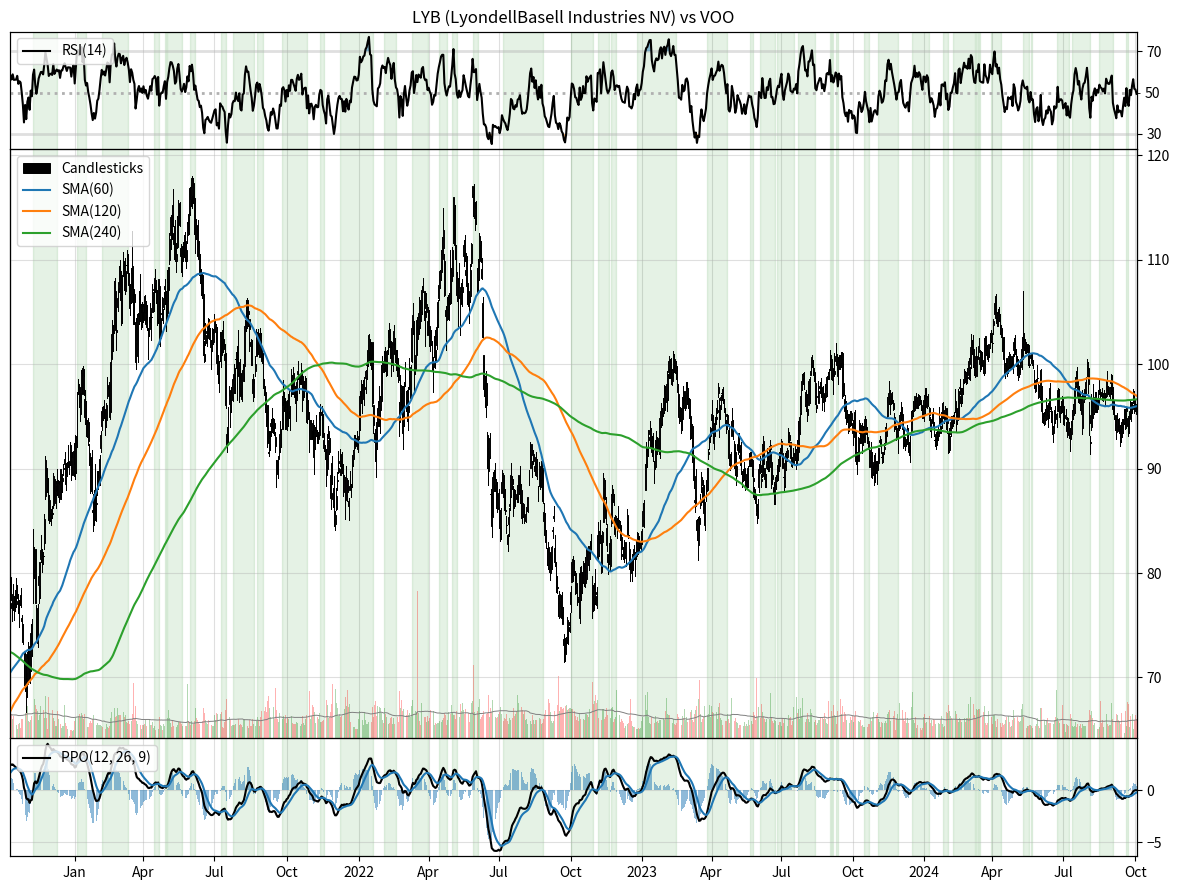 LYB (LyondellBasell Industries NV) vs VOO
RSI(14)
70
50
30
Candlesticks
SMA(60)
SMA(120)
SMA(240)
120
110
100
90
80
70
PPO(12, 26, 9)
0
−5
Jan Apr Jul Oct 2022 Apr Jul Oct 2023 Apr Jul Oct 2024 Apr Jul Oct